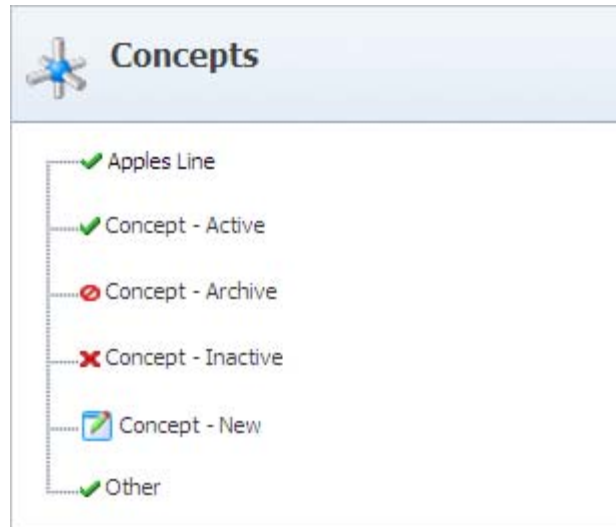 Concepts
Apples Line
Concept - Active
Concept - Archive
Concept - Inactive
Concept - New
Other